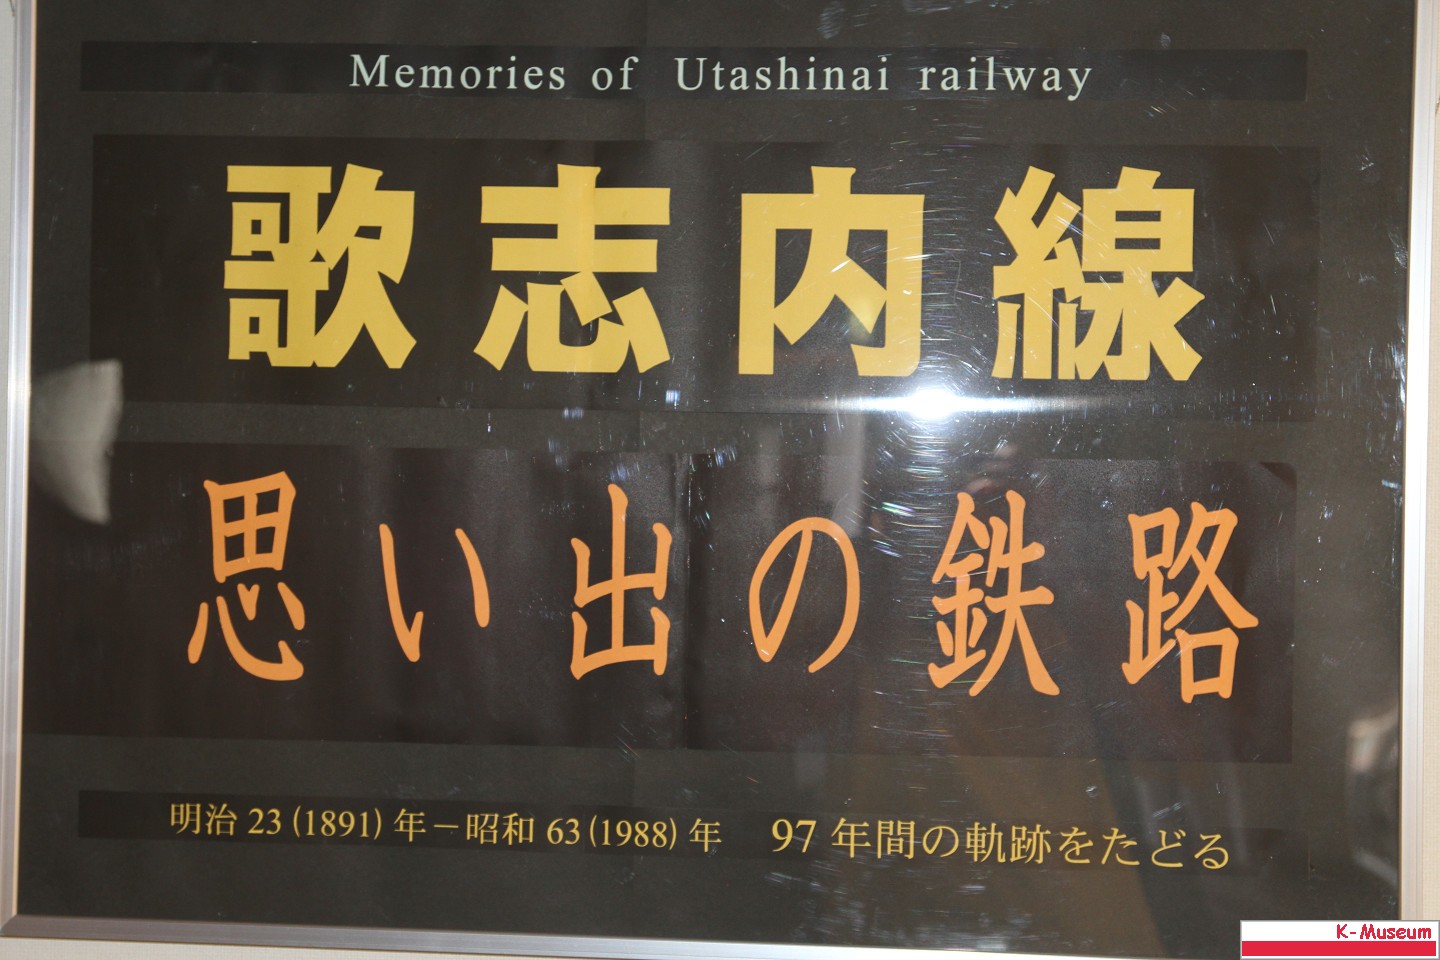 Memories of Utashinai railway
歌志内線
思い出の鉄路
明治 23 (1891) 年－昭和 63 (1988) 年　97 年間の軌跡をたどる
K-Museum